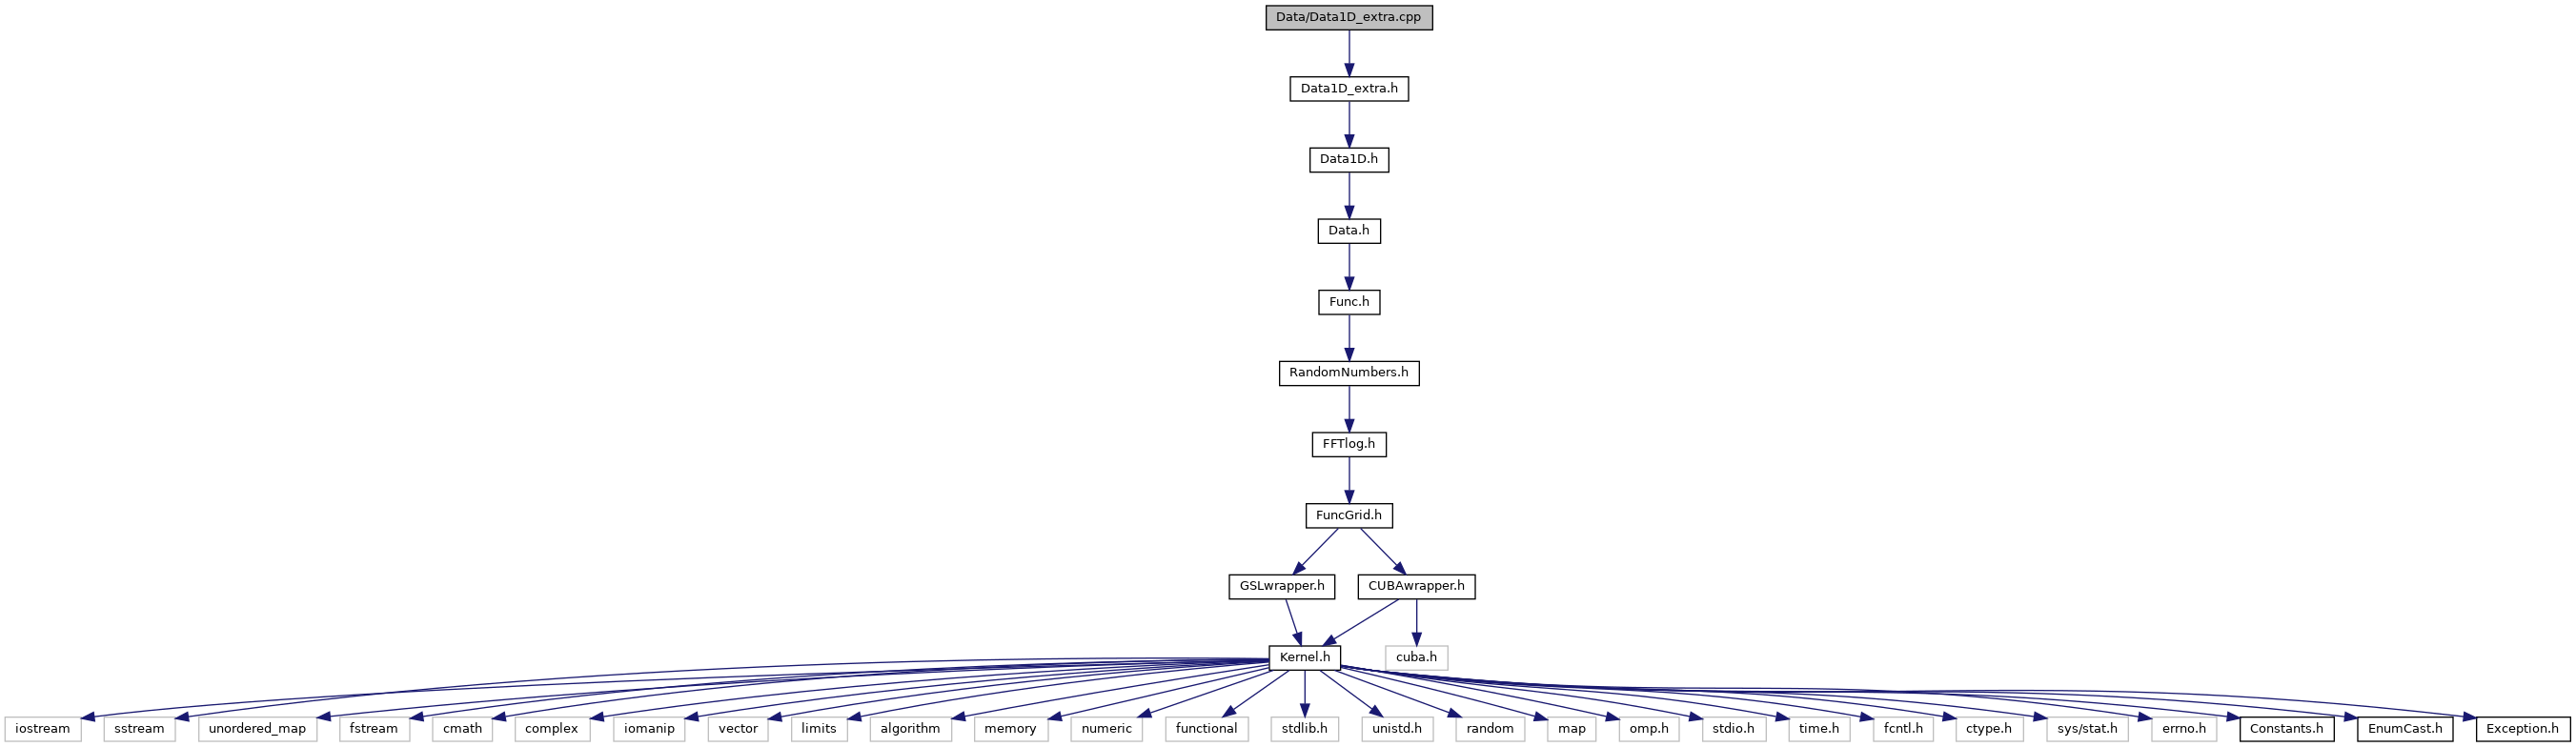 Data/Data1D_extra.cpp
Data1D_extra.h
Data1D.h
Data.h
Func.h
RandomNumbers.h
FFTlog.h
FuncGrid.h
GSLwrapper.h CUBAwrapper.h
Kernel.h cuba.h
iostream sstream unordered_map fstream cmath complex iomanip vector limits algorithm memory numeric functional stdlib.h unistd.h random map omp.h stdio.h time.h fcntl.h ctype.h sys/stat.h errno.h Constants.h EnumCast.h Exception.h